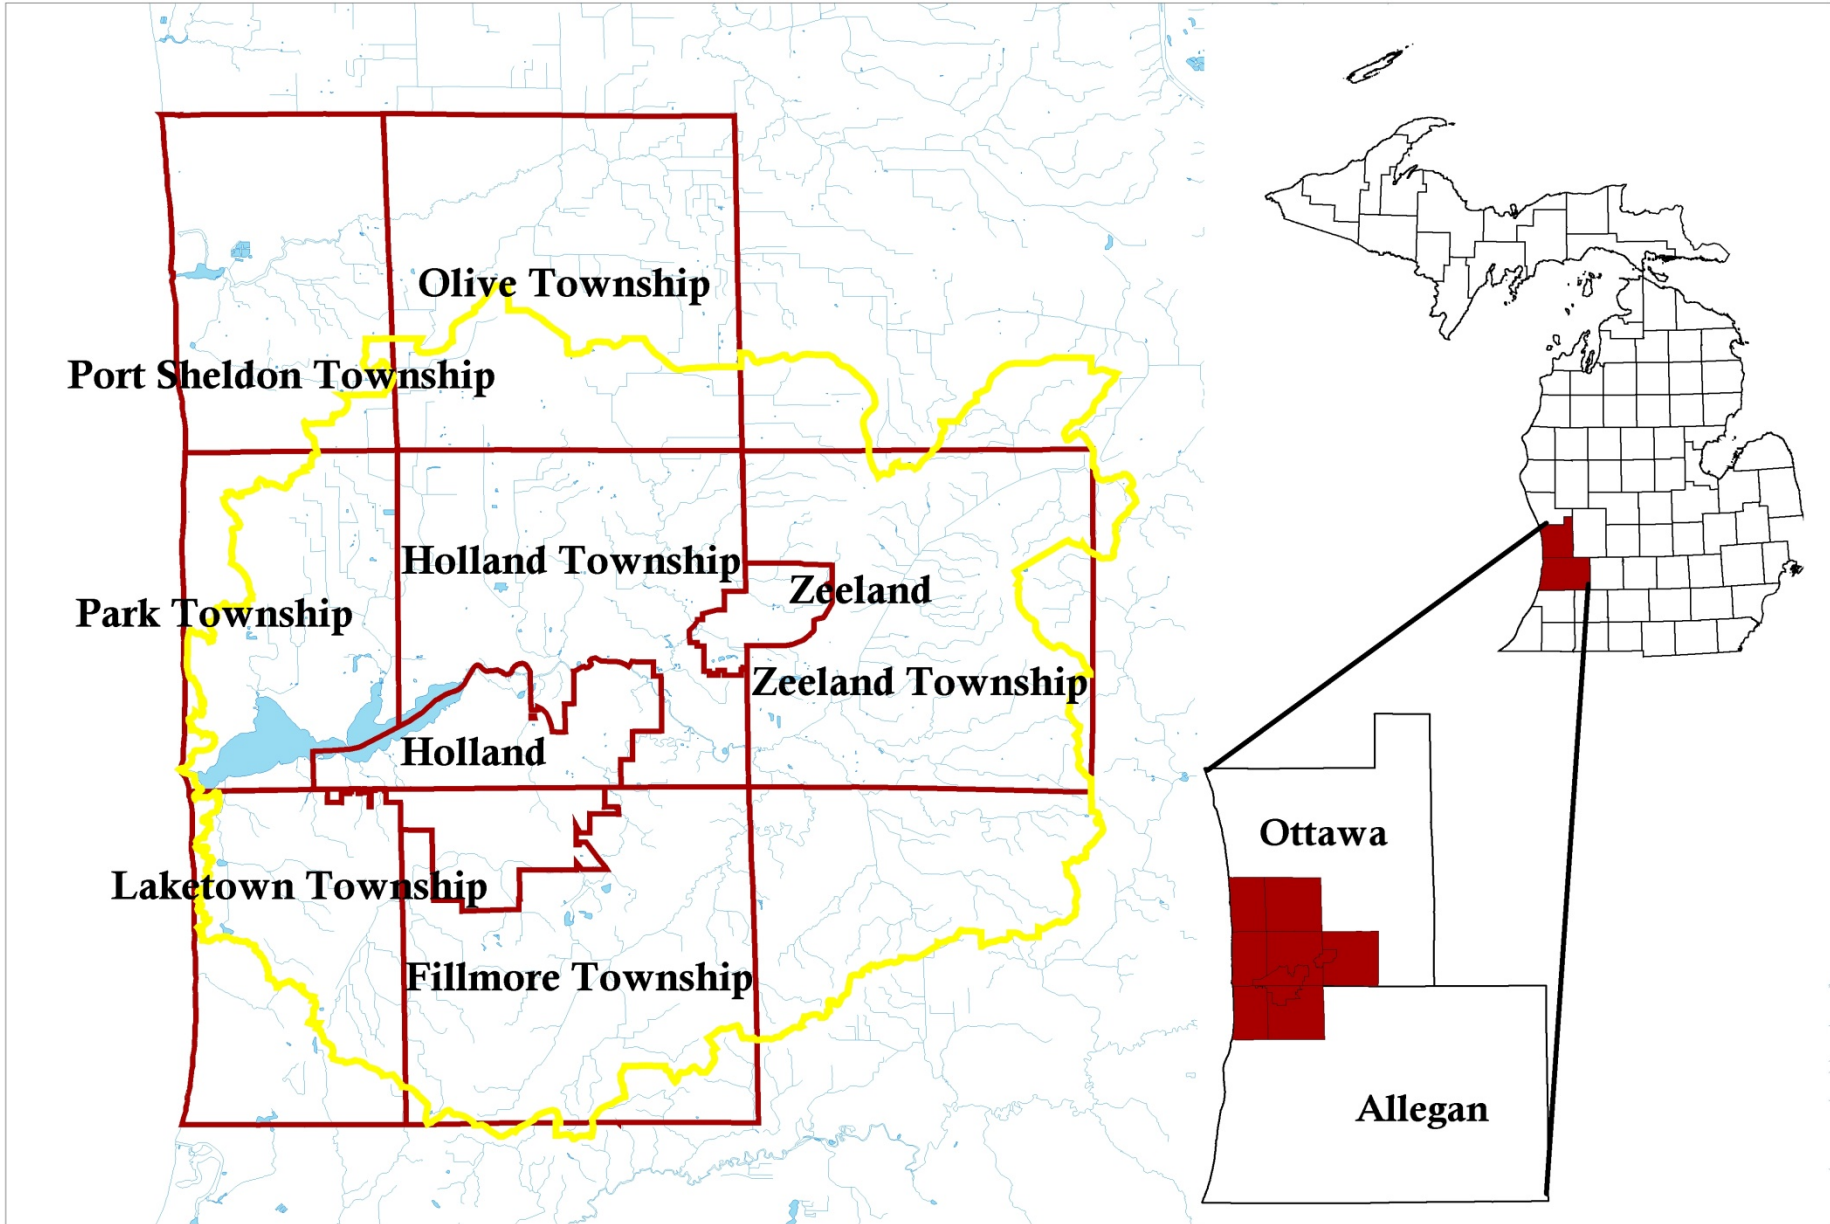 Olive Township
Port Sheldon Township
Holland Township
Zeeland
Park Township
Zeeland Township
Holland
Laketown Township
Fillmore Township
Ottawa
Allegan